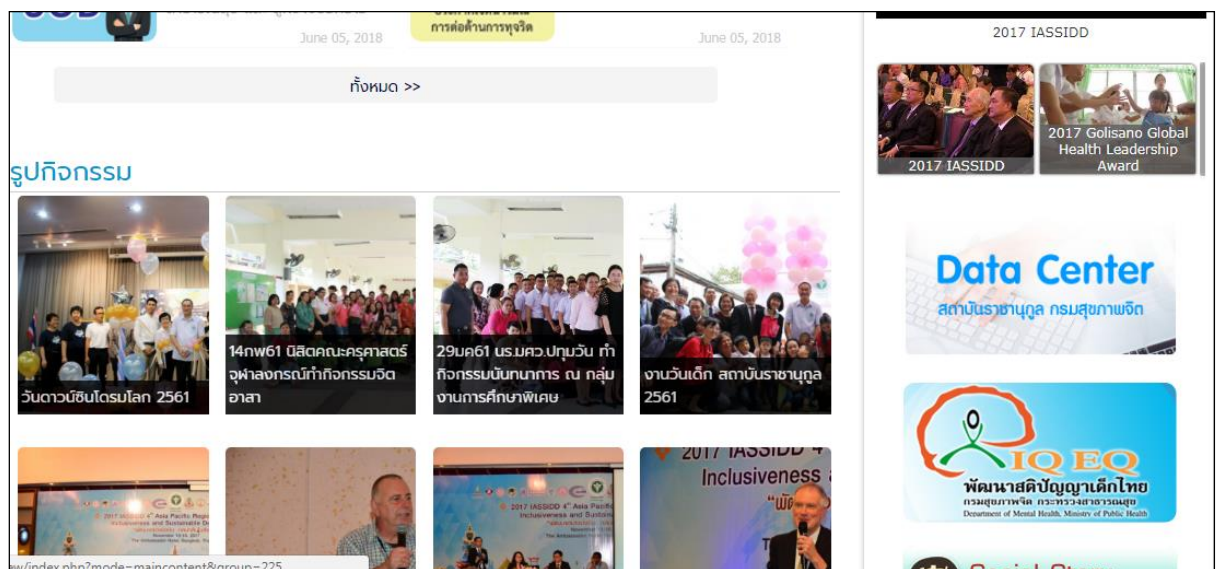 June 05, 2018
การต่อต้านการทุจริต
June 05, 2018
ทั้งหมด >>
รูปกิจกรรม
วันดาวน์ซินโดรมโลก 2561
14กพ61 นิสิตคณะครุศาสตร์
จุฬาลงกรณ์ทำกิจกรรมจิต
อาสา
29มค61 นร.มศว.ปทุมวัน ทำ
กิจกรรมนันทนาการ ณ กลุ่ม
งานการศึกษาพิเศษ
งานวันเด็ก สถาบันราชานุกูล
2561
2017 IASSIDD 4th Asia Pacific
Inclusiveness and
2017 IASSIDD 4
Inclusiveness
2017 IASSIDD
2017 IASSIDD
2017 Golisano Global
Health Leadership
Award
Data Center
สถาบันราชานุกูล กรมสุขภาพจิต
IQ EQ
พัฒนาสติปัญญาเด็กไทย
กรมสุขภาพจิต กระทรวงสาธารณสุข
Department of Mental Health, Ministry of Public Health
ew/index.php?mode=maincontent&group=225